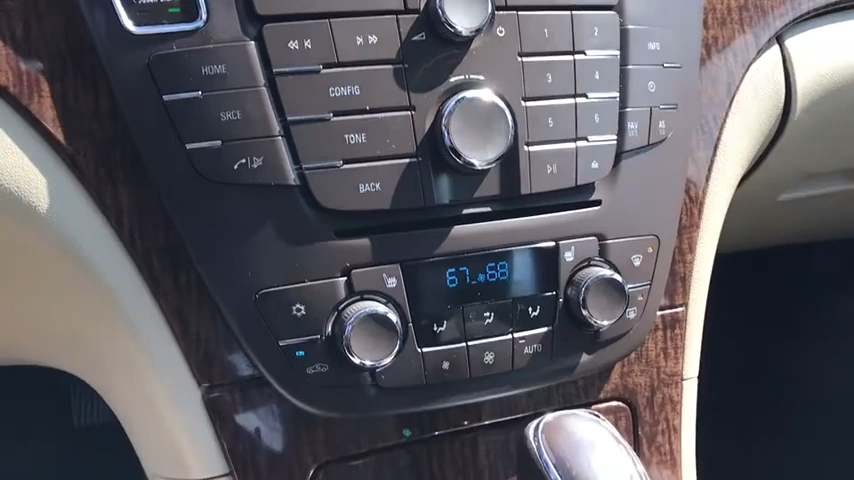 1 2
INFO
HOME
CONFIG
3 4
SRCE
5 6
TONE
FAV
AS
BACK
67 68
AUTO